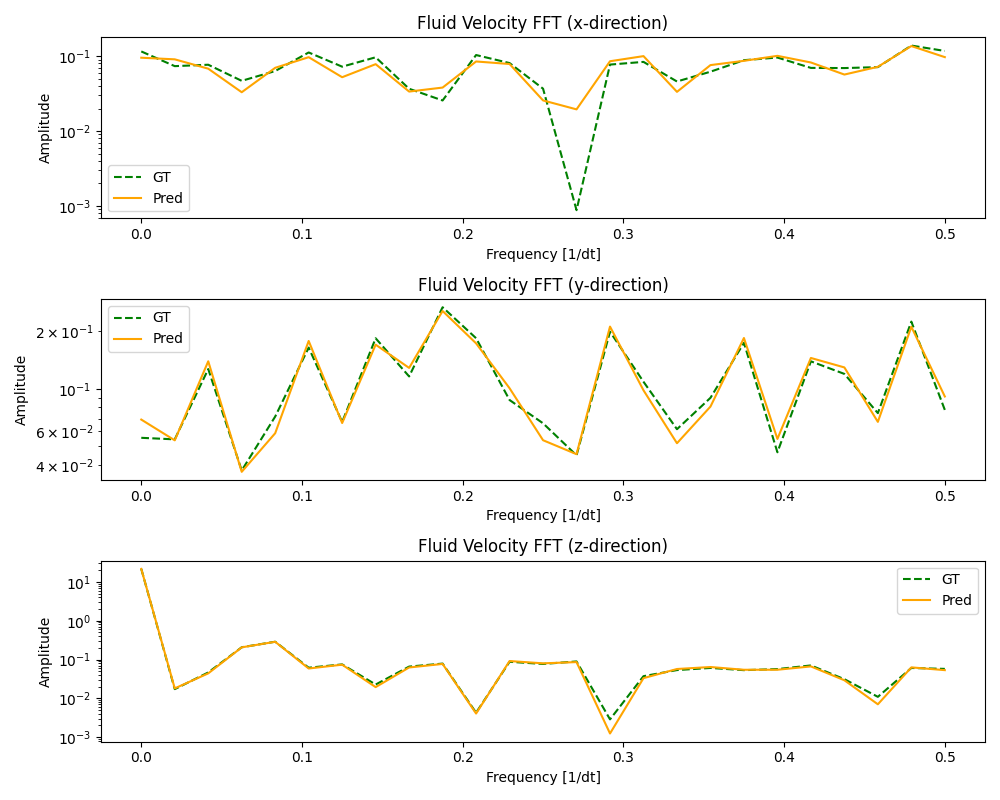 Fluid Velocity FFT (x-direction)
Amplitude
10⁻¹
10⁻²
10⁻³
GT
Pred
0.0 0.1 0.2 0.3 0.4 0.5
Frequency [1/dt]
Fluid Velocity FFT (y-direction)
Amplitude
2 × 10⁻¹
10⁻¹
6 × 10⁻²
4 × 10⁻²
GT
Pred
0.0 0.1 0.2 0.3 0.4 0.5
Frequency [1/dt]
Fluid Velocity FFT (z-direction)
Amplitude
10¹
10⁰
10⁻¹
10⁻²
10⁻³
GT
Pred
0.0 0.1 0.2 0.3 0.4 0.5
Frequency [1/dt]